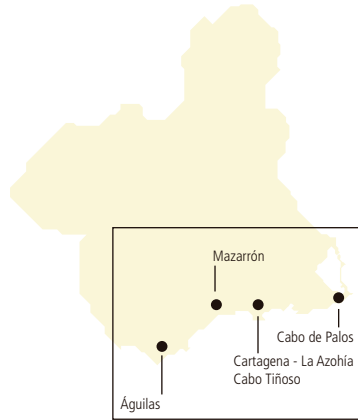 Mazarrón
Cabo de Palos
Cartagena - La Azohía
Cabo Tiñoso
Águilas